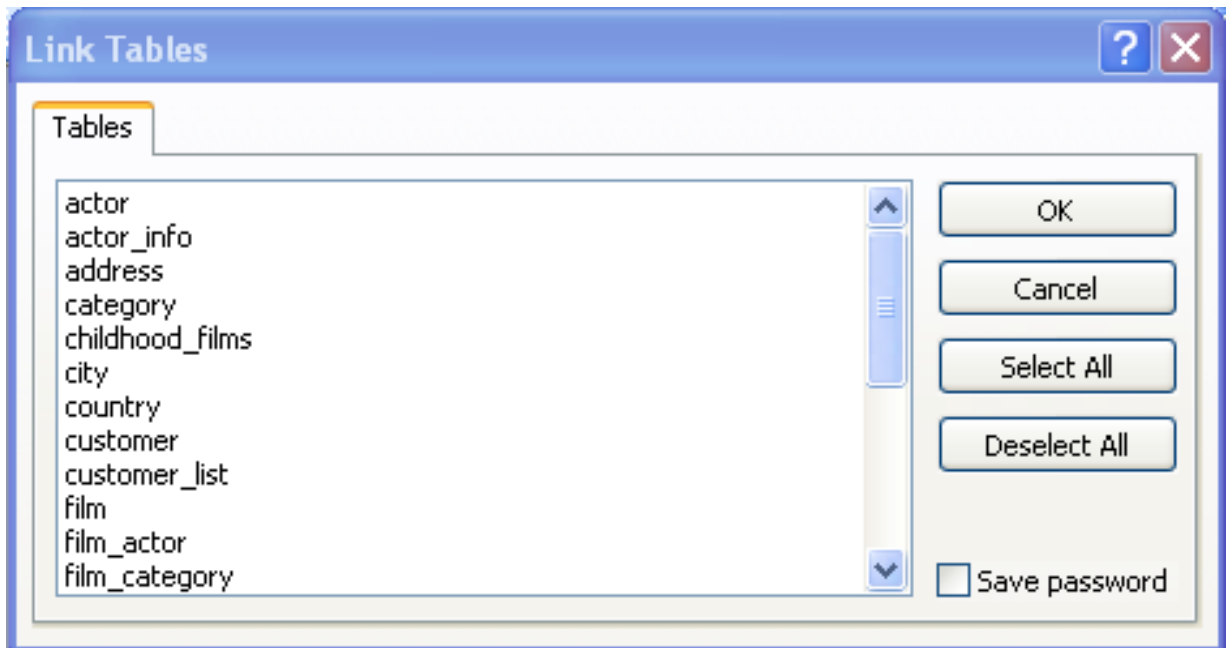 Link Tables
Tables
actor
actor_info
address
category
childhood_films
city
country
customer
customer_list
film
film_actor
film_category
OK
Cancel
Select All
Deselect All
Save password